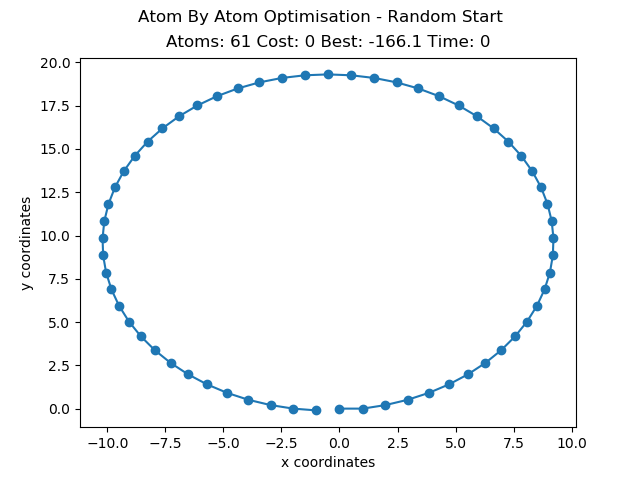 Atom By Atom Optimisation - Random Start
Atoms: 61 Cost: 0 Best: -166.1 Time: 0
20.0
17.5
15.0
12.5
10.0
7.5
5.0
2.5
0.0
y coordinates
−10.0 −7.5 −5.0 −2.5 0.0 2.5 5.0 7.5 10.0
x coordinates